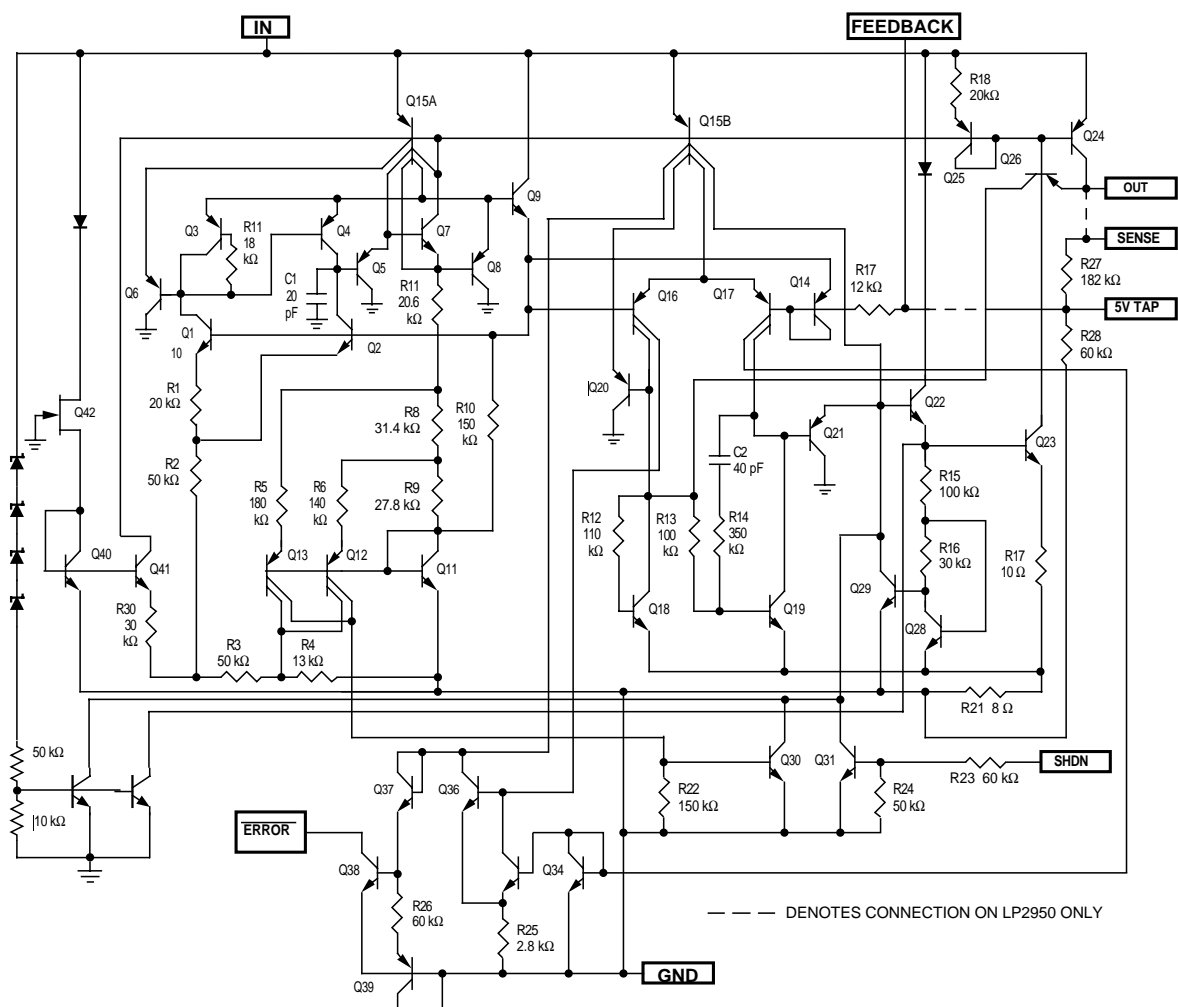 IN
FEEDBACK
R18
20kΩ
Q15A
Q15B
Q24
Q26
Q25
OUT
Q9
Q3
R11
18
kΩ
Q4
Q7
SENSE
Q5
Q8
Q14
R17
12 kΩ
R27
182 kΩ
C1
20
pF
R11
20.6
kΩ
Q6
Q16
Q17
5V TAP
Q1
10
Q2
R28
60 kΩ
R1
20 kΩ
R8
31.4 kΩ
R10
150
kΩ
Q20
Q22
Q42
Q21
Q23
C2
40 pF
R2
50 kΩ
R5
180
kΩ
R6
140
kΩ
R9
27.8 kΩ
R15
100 kΩ
R12
110
kΩ
R13
100
kΩ
R14
350
kΩ
R16
30 kΩ
R17
10 Ω
Q40
Q41
Q13
Q12
Q11
Q29
Q18
Q19
Q28
R30
30
kΩ
R3
50 kΩ
R4
13 kΩ
R21 8 Ω
50 kΩ
Q30
Q31
SHDN
R23 60 kΩ
Q37
Q36
R22
150 kΩ
R24
50 kΩ
10 kΩ
ERROR
Q38
Q34
R26
60 kΩ
DENOTES CONNECTION ON LP2950 ONLY
R25
2.8 kΩ
GND
Q39